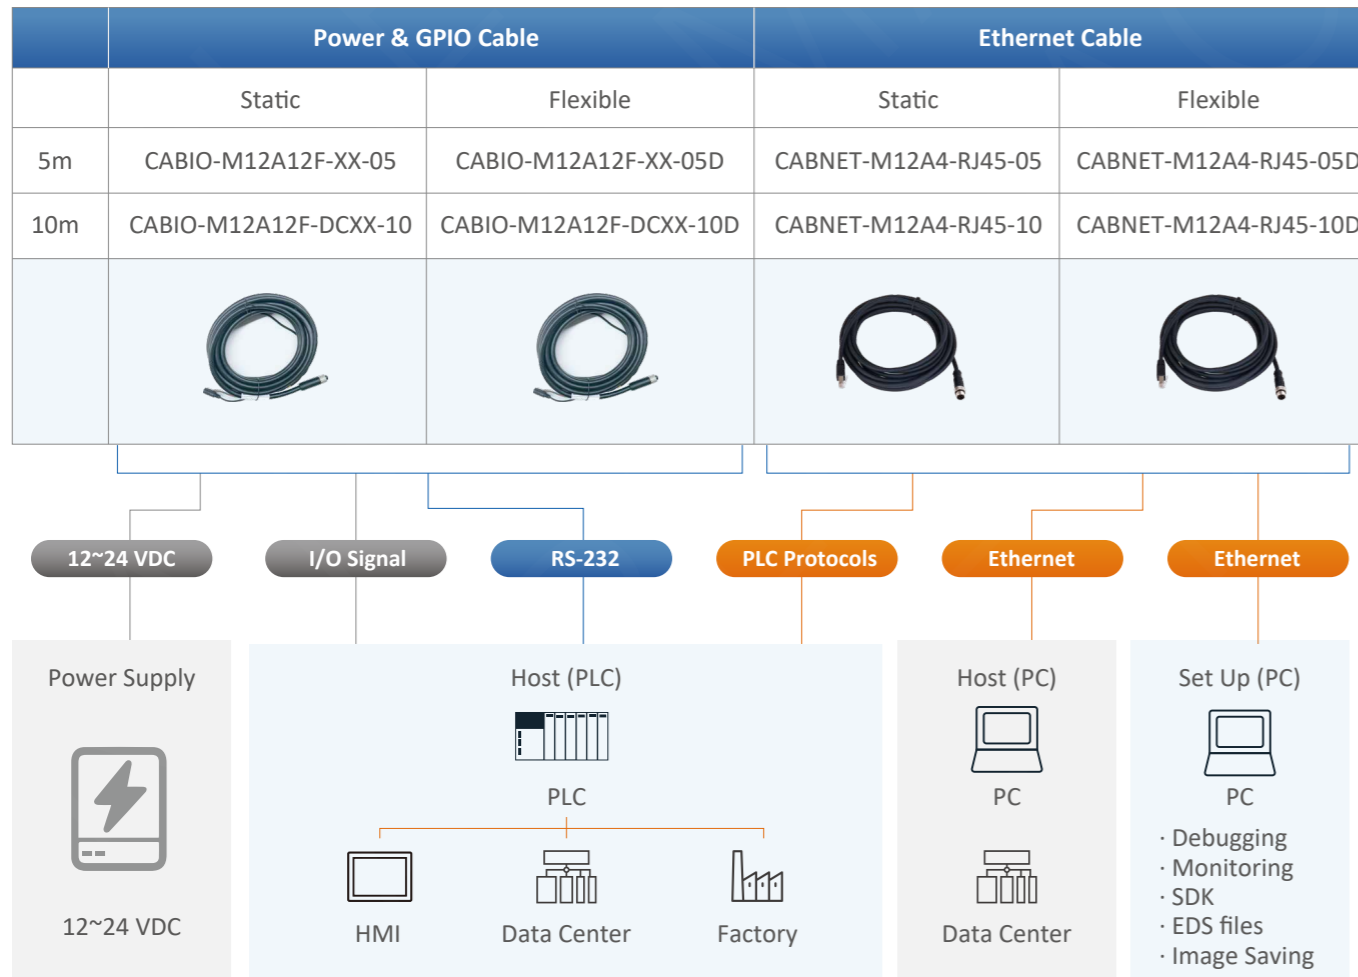 Power & GPIO Cable Ethernet Cable
Static Flexible Static Flexible
5m CABIO-M12A12F-XX-05 CABIO-M12A12F-XX-05D CABNET-M12A4-RJ45-05 CABNET-M12A4-RJ45-05D
10m CABIO-M12A12F-DCXX-10 CABIO-M12A12F-DCXX-10D CABNET-M12A4-RJ45-10 CABNET-M12A4-RJ45-10D
12~24 VDC I/O Signal RS-232 PLC Protocols Ethernet Ethernet
Power Supply Host (PLC) Host (PC) Set Up (PC)
PLC PC PC
· Debugging
· Monitoring
· SDK
· EDS files
· Image Saving
12~24 VDC HMI Data Center Factory Data Center